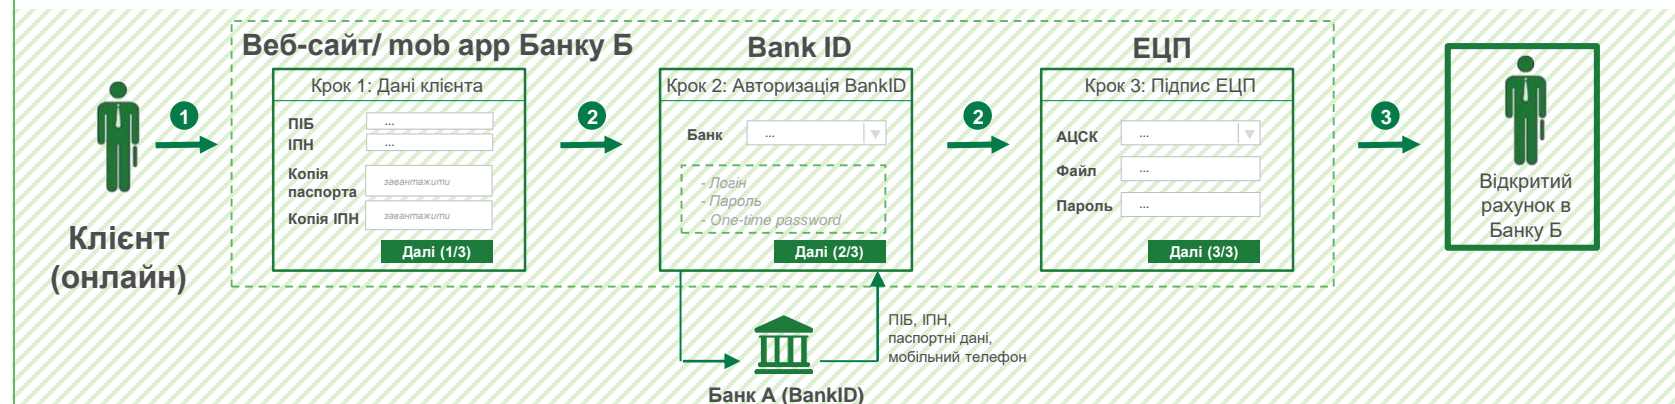 Клієнт
(онлайн)
1
Веб-сайт/ mob app Банку Б
Крок 1: Дані клієнта
ПІБ
...
ІПН
...
Копія
паспорта
завантажити
Копія ІПН
завантажити
Далі (1/3)
2
Bank ID
Крок 2: Авторизація BankID
Банк
...
- Логін
- Пароль
- One-time password
Далі (2/3)
ПІБ, ІПН,
паспортні дані,
мобільний телефон
Банк А (BankID)
2
ЕЦП
Крок 3: Підпис ЕЦП
АЦСК
...
Файл
...
Пароль
...
Далі (3/3)
3
Відкритий
рахунок в
Банку Б